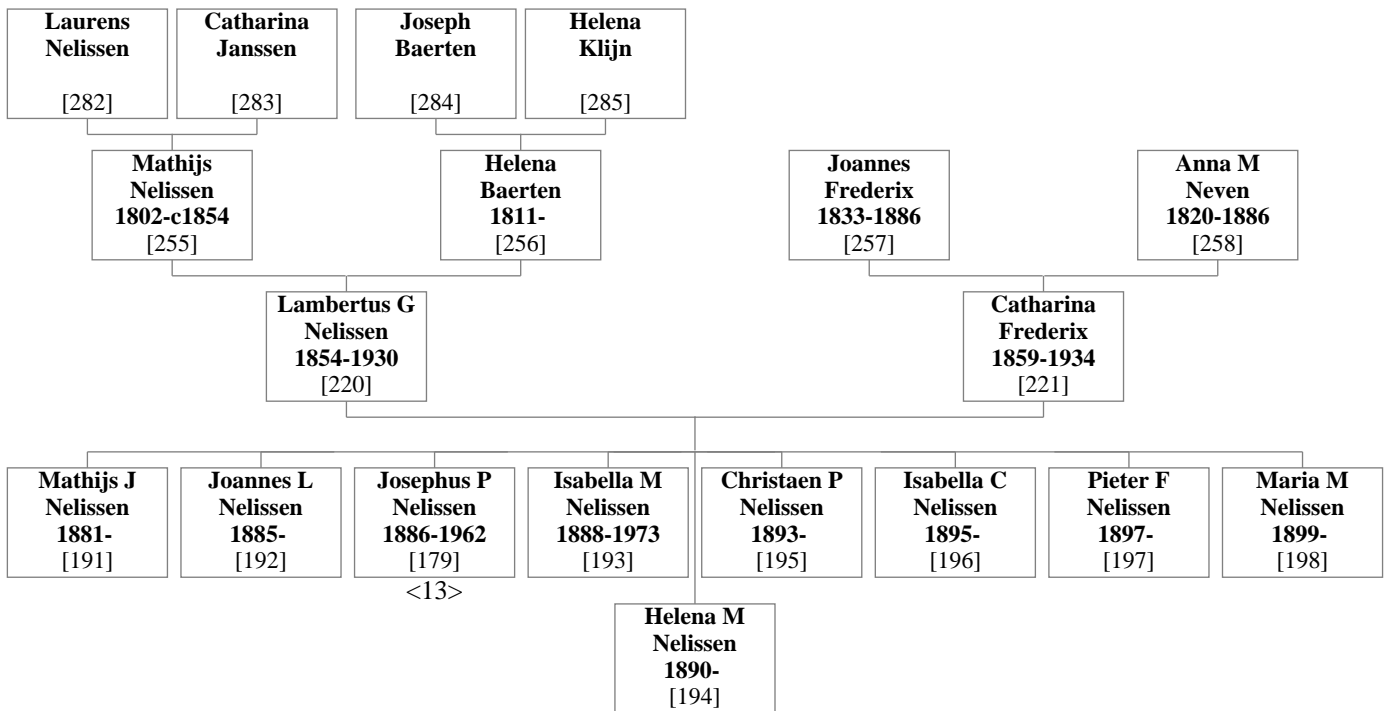 Laurens
Nelissen
[282]
Catharina
Janssen
[283]
Joseph
Baerten
[284]
Helena
Klijn
[285]
Mathijs
Nelissen
1802-c1854
[255]
Helena
Baerten
1811-
[256]
Joannes
Frederix
1833-1886
[257]
Anna M
Neven
1820-1886
[258]
Lambertus G
Nelissen
1854-1930
[220]
Catharina
Frederix
1859-1934
[221]
Mathijs J
Nelissen
1881-
[191]
Joannes L
Nelissen
1885-
[192]
Josephus P
Nelissen
1886-1962
[179]
<13>
Isabella M
Nelissen
1888-1973
[193]
Christaen P
Nelissen
1893-
[195]
Isabella C
Nelissen
1895-
[196]
Pieter F
Nelissen
1897-
[197]
Maria M
Nelissen
1899-
[198]
Helena M
Nelissen
1890-
[194]